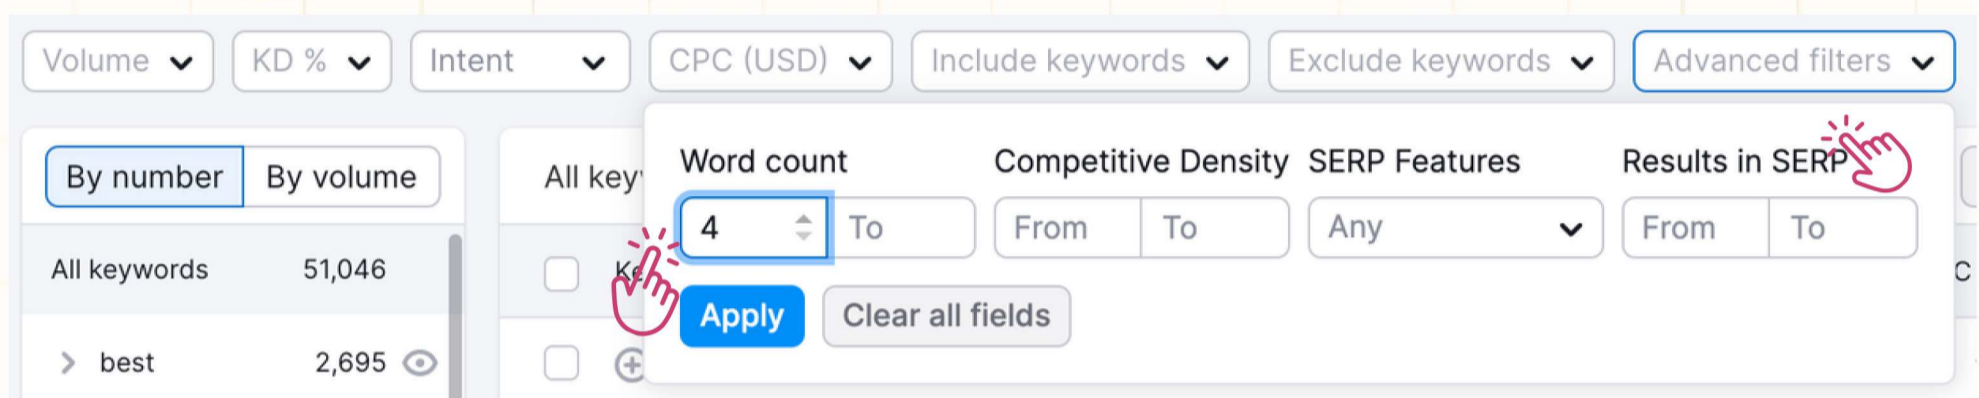 Volume KD % Intent CPC (USD) Include keywords Exclude keywords Advanced filters
By number By volume
All keywords 51,046
best 2,695
All key
Word count Competitive Density SERP Features Results in SERP
4 To From To Any From To
Apply Clear all fields